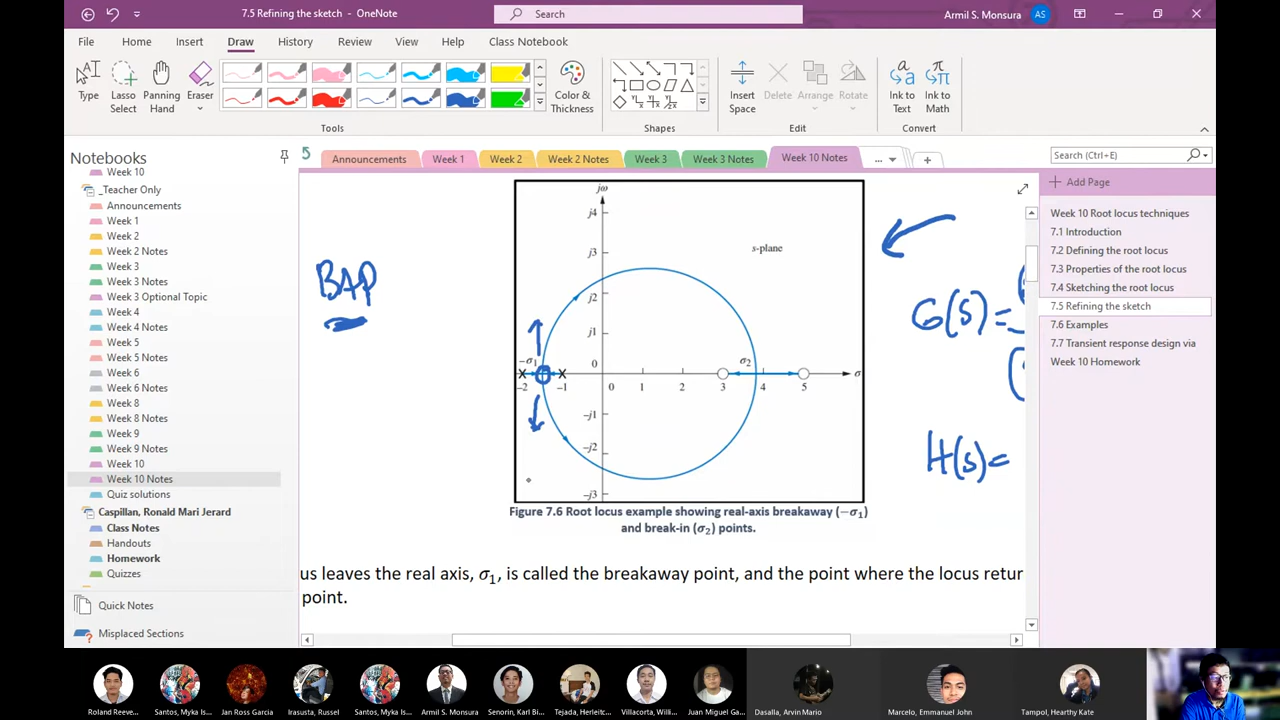 7.5 Refining the sketch - OneNote
Search
Armil S. Monsura
AS
File
Home
Insert
Draw
History
Review
View
Help
Class Notebook
Type
Lasso Select
Panning Hand
Eraser
Color & Thickness
Insert Space
Delete
Arrange
Rotate
Ink to Text
Ink to Math
Tools
Shapes
Edit
Convert
Notebooks
Announcements
Week 1
Week 2
Week 2 Notes
Week 3
Week 3 Notes
Week 10 Notes
...
Search (Ctrl+E)
Week 10
_Teacher Only
Announcements
Week 1
Week 2
Week 2 Notes
Week 3
Week 3 Notes
Week 3 Optional Topic
Week 4
Week 4 Notes
Week 5
Week 5 Notes
Week 6
Week 6 Notes
Week 8
Week 8 Notes
Week 9
Week 9 Notes
Week 10
Week 10 Notes
Quiz solutions
Caspillan, Ronald Mari Jerard
Class Notes
Handouts
Homework
Quizzes
Quick Notes
Misplaced Sections
BAP
jω
j4
s-plane
j3
j2
j1
−σ1
0
σ2
σ
−2
−1
0
1
2
3
4
5
−j1
−j2
−j3
G(s)=
H(s)=
Figure 7.6 Root locus example showing real-axis breakaway (−σ1)
and break-in (σ2) points.
us leaves the real axis, σ1, is called the breakaway point, and the point where the locus retur
point.
Add Page
Week 10 Root locus techniques
7.1 Introduction
7.2 Defining the root locus
7.3 Properties of the root locus
7.4 Sketching the root locus
7.5 Refining the sketch
7.6 Examples
7.7 Transient response design via
Week 10 Homework
Roland Reeve...
Santos, Myka Is...
Jan Ross Garcia
Irasusta, Russel
Santos, Myka Is...
Armil S. Monsura
Senorin, Karl Bi...
Tejada, Herleitc...
Villacorta, Willi...
Juan Miguel Ga...
Dasalla, Arvin Mario
Marcelo, Emmanuel John
Tampol, Hearthy Kate